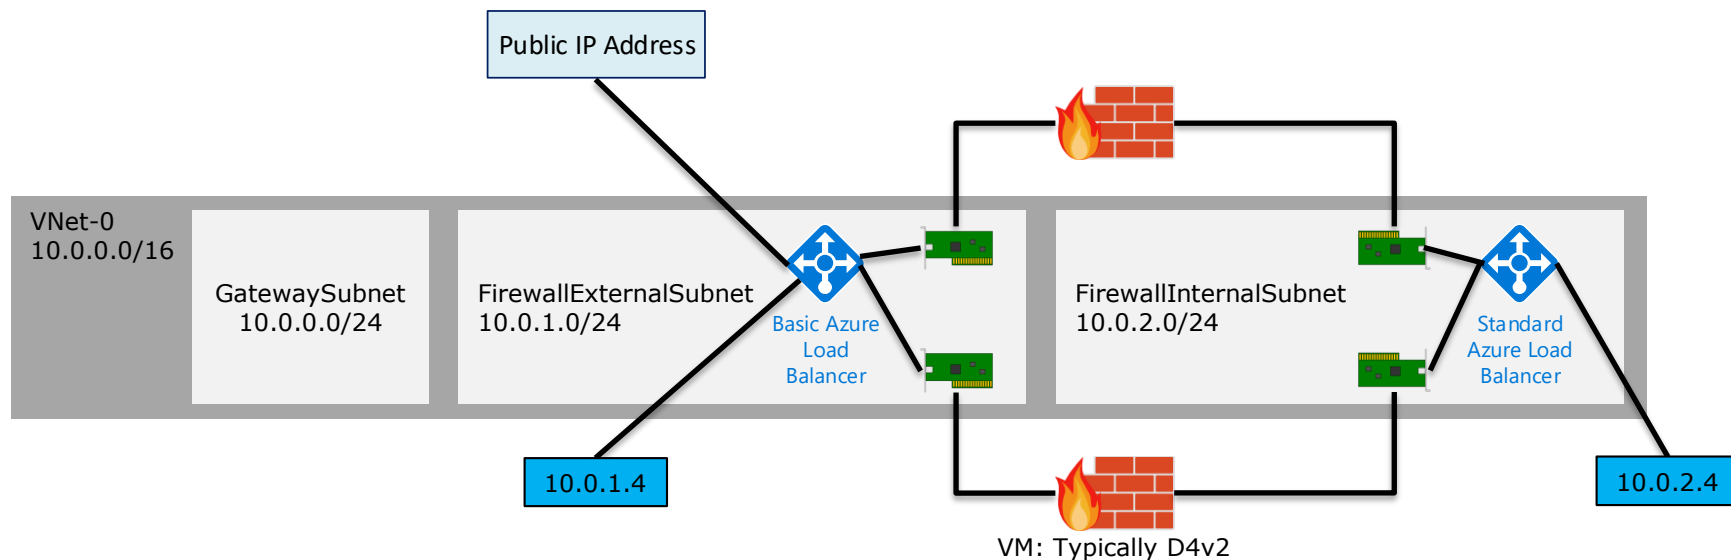 Public IP Address
VNet-0
10.0.0.0/16
GatewaySubnet
10.0.0.0/24
FirewallExternalSubnet
10.0.1.0/24
Basic Azure
Load
Balancer
FirewallInternalSubnet
10.0.2.0/24
Standard
Azure Load
Balancer
10.0.1.4
10.0.2.4
VM: Typically D4v2